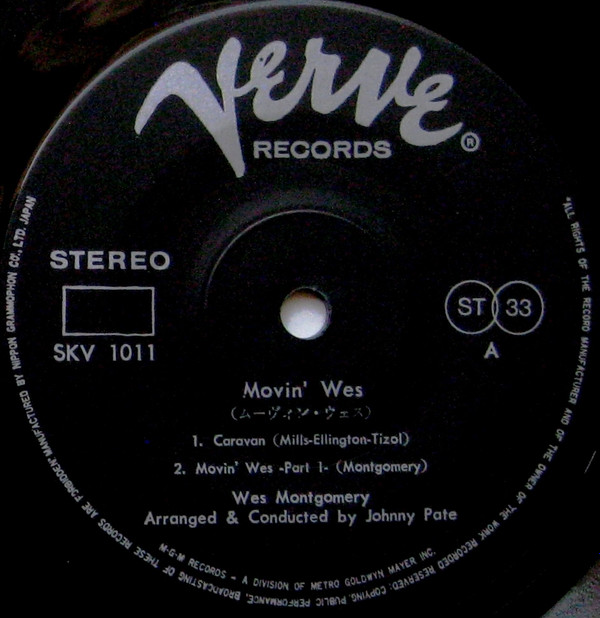 Verve
RECORDS ®
STEREO
SKV 1011
ST 33
A
Movin' Wes
(ムーヴィン・ウェス)
1. Caravan (Mills-Ellington-Tizol)
2. Movin' Wes -Part 1- (Montgomery)
Wes Montgomery
Arranged & Conducted by Johnny Pate
M-G-M RECORDS – A DIVISION OF METRO GOLDWYN MAYER INC.
"ALL RIGHTS OF THE RECORD MANUFACTURER AND OF THE OWNER OF THE WORK RECORDED RESERVED; COPYING, PUBLIC PERFORMANCE, BROADCASTING OF THESE RECORDS ARE FORBIDDEN" MANUFACTURED BY NIPPON GRAMMOPHON CO., LTD. JAPAN